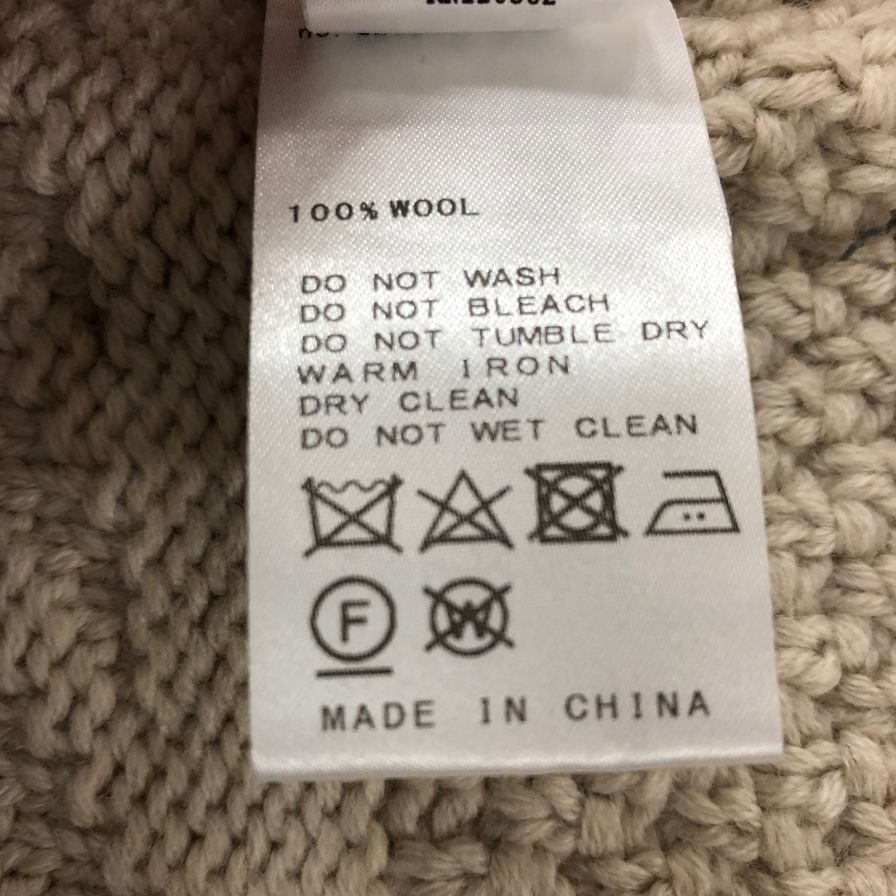 100% WOOL
DO NOT WASH
DO NOT BLEACH
DO NOT TUMBLE DRY
WARM IRON
DRY CLEAN
DO NOT WET CLEAN
F W
MADE IN CHINA